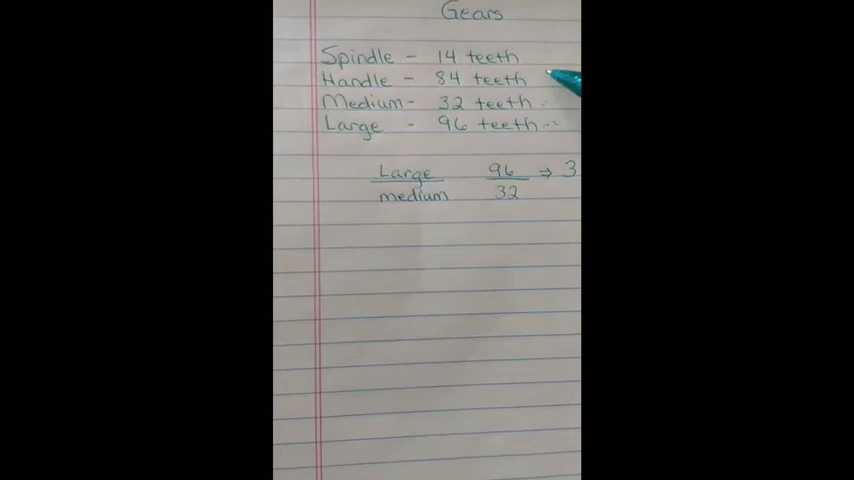 Gears
Spindle - 14 teeth
Handle - 84 teeth
Medium - 32 teeth
Large - 96 teeth
Large 96 → 3
medium 32